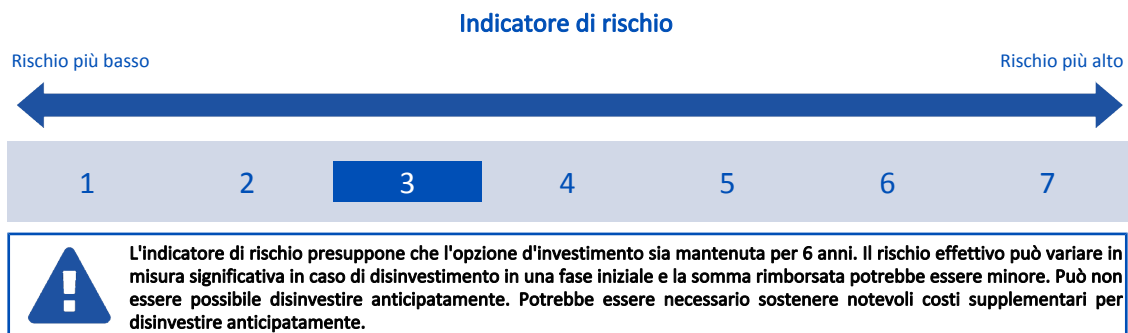 Indicatore di rischio
Rischio più basso
Rischio più alto
1 2 3 4 5 6 7
L'indicatore di rischio presuppone che l'opzione d'investimento sia mantenuta per 6 anni. Il rischio effettivo può variare in
misura significativa in caso di disinvestimento in una fase iniziale e la somma rimborsata potrebbe essere minore. Può non
essere possibile disinvestire anticipatamente. Potrebbe essere necessario sostenere notevoli costi supplementari per
disinvestire anticipatamente.